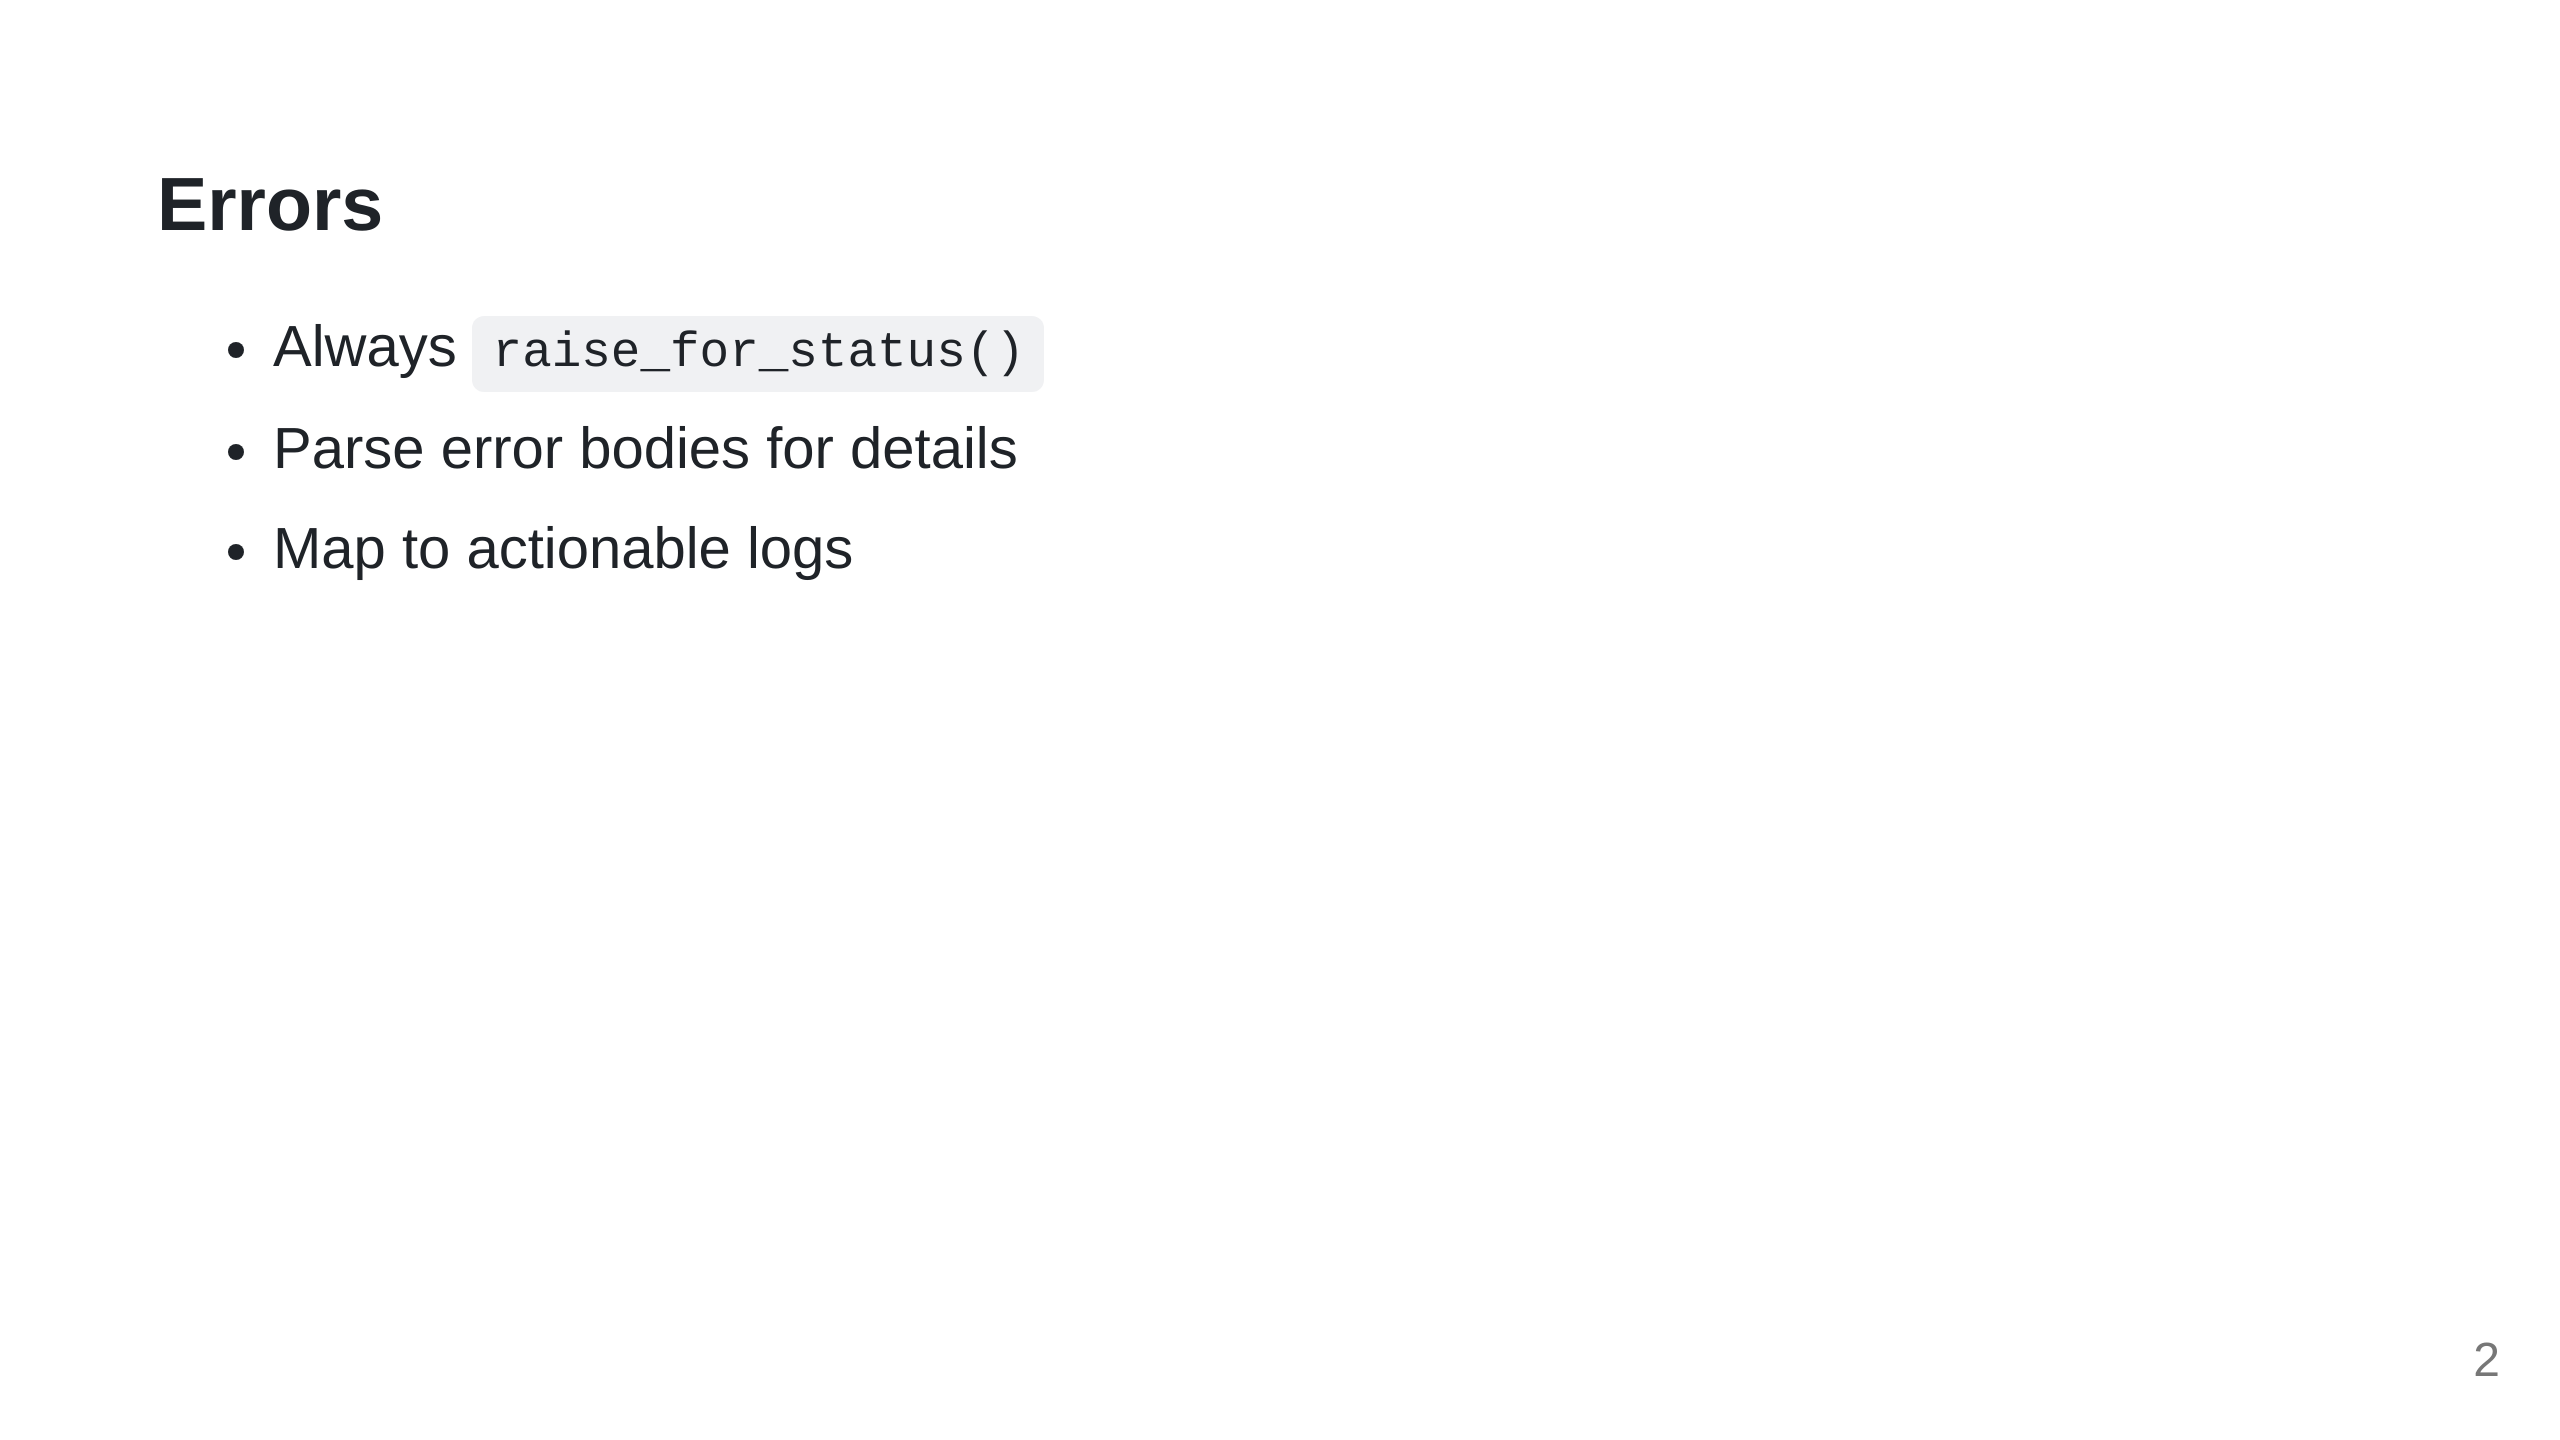 Errors
• Always raise_for_status()
• Parse error bodies for details
• Map to actionable logs
2